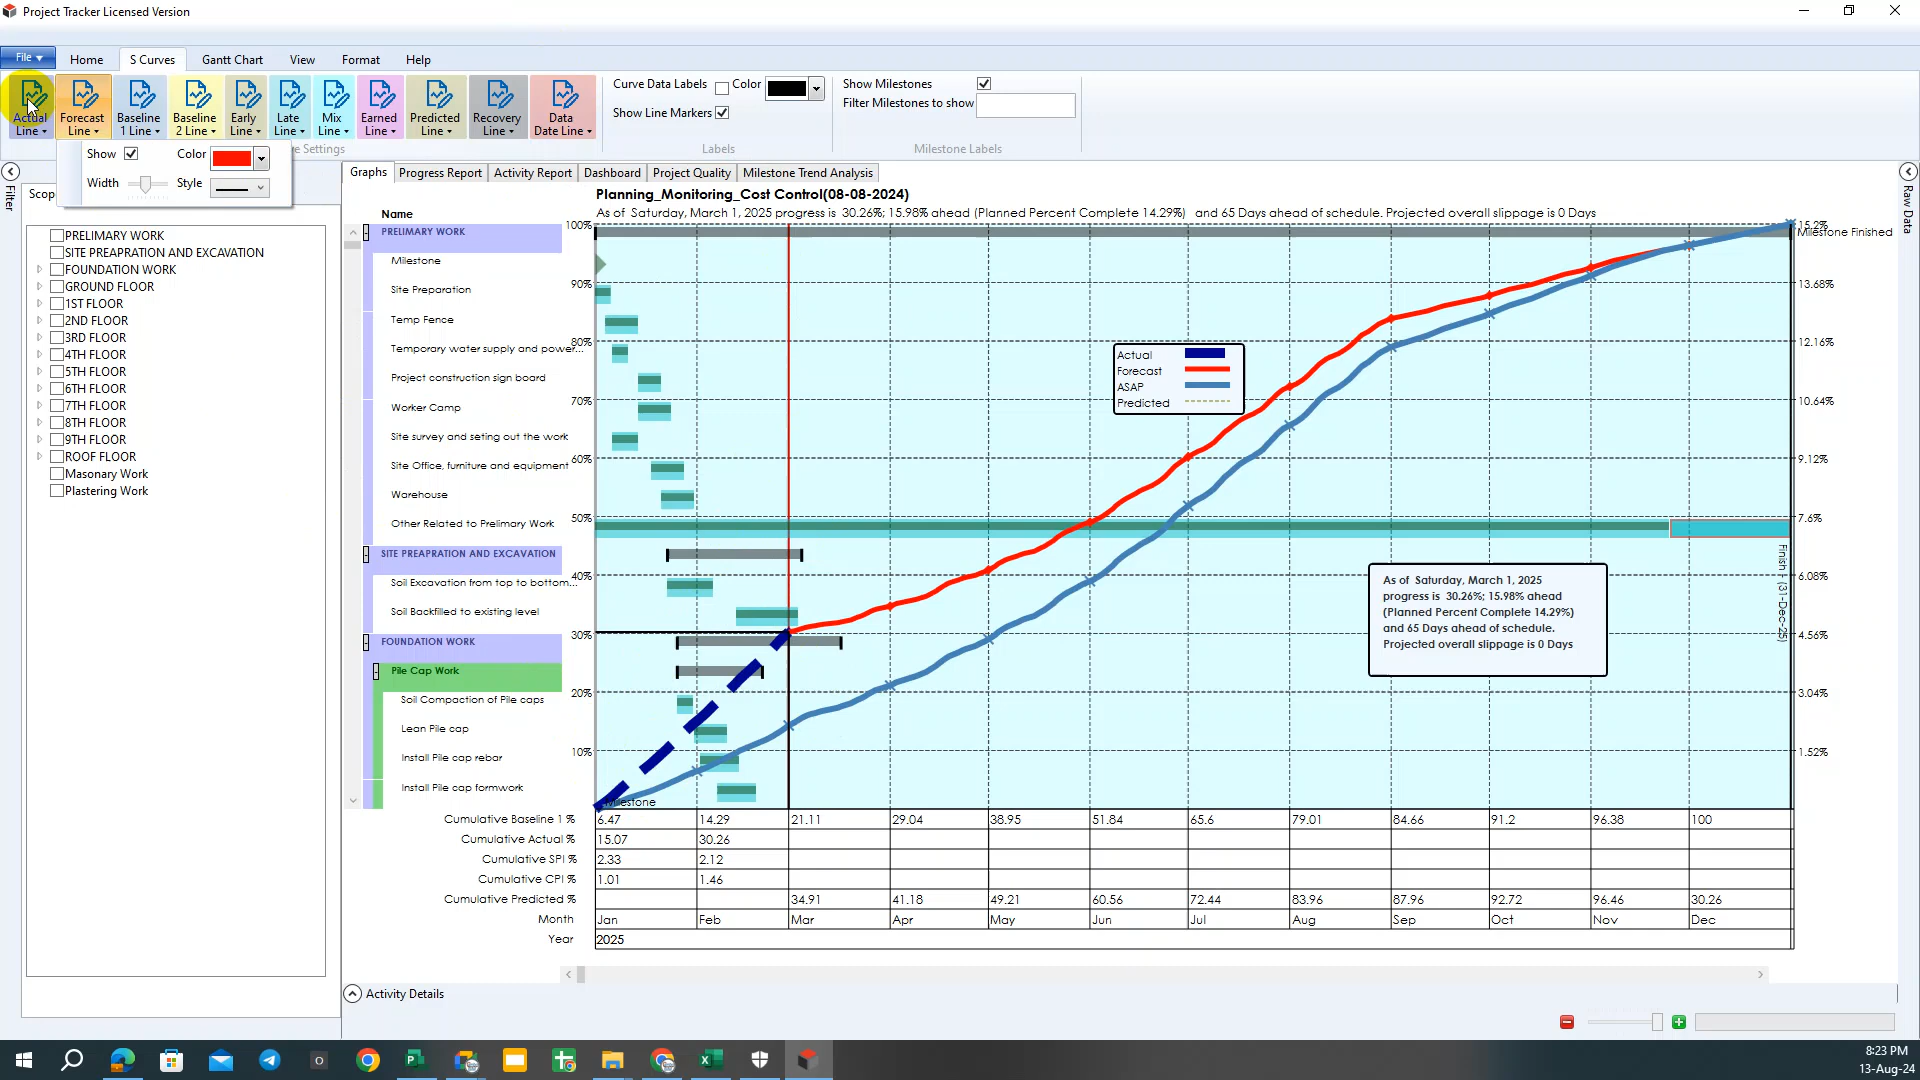 Project Tracker Licensed Version
File Home S Curves Gantt Chart View Format Help
Actual Line Forecast Line Baseline 1 Line Baseline 2 Line Early Line Late Line Mix Line Earned Line Predicted Line Recovery Line Data Date Line
Curve Data Labels Color
Show Line Markers
Labels
Show Milestones
Filter Milestones to show
Milestone Labels
Settings
Show Color
Width Style
Filter
Scop
PRELIMARY WORK
SITE PREAPRATION AND EXCAVATION
FOUNDATION WORK
GROUND FLOOR
1ST FLOOR
2ND FLOOR
3RD FLOOR
4TH FLOOR
5TH FLOOR
6TH FLOOR
7TH FLOOR
8TH FLOOR
9TH FLOOR
ROOF FLOOR
Masonary Work
Plastering Work
Graphs Progress Report Activity Report Dashboard Project Quality Milestone Trend Analysis
Raw Data
Planning_Monitoring_Cost Control(08-08-2024)
As of Saturday, March 1, 2025 progress is 30.26%; 15.98% ahead (Planned Percent Complete 14.29%) and 65 Days ahead of schedule. Projected overall slippage is 0 Days
Name
PRELIMARY WORK
Milestone
Site Preparation
Temp Fence
Temporary water supply and power...
Project construction sign board
Worker Camp
Site survey and seting out the work
Site Office, furniture and equipment
Warehouse
Other Related to Prelimary Work
SITE PREAPRATION AND EXCAVATION
Soil Excavation from top to bottom...
Soil Backfilled to existing level
FOUNDATION WORK
Pile Cap Work
Soil Compaction of Pile caps
Lean Pile cap
Install Pile cap rebar
Install Pile cap formwork
100%
90%
80%
70%
60%
50%
40%
30%
20%
10%
15.2%
Milestone Finished
13.68%
12.16%
10.64%
9.12%
7.6%
6.08%
4.56%
3.04%
1.52%
Finish - (31-Dec-25)
Actual
Forecast
ASAP
Predicted
As of Saturday, March 1, 2025
progress is 30.26%; 15.98% ahead
(Planned Percent Complete 14.29%)
and 65 Days ahead of schedule.
Projected overall slippage is 0 Days
Milestone
Cumulative Baseline 1 % 6.47 14.29 21.11 29.04 38.95 51.84 65.6 79.01 84.66 91.2 96.38 100
Cumulative Actual % 15.07 30.26
Cumulative SPI % 2.33 2.12
Cumulative CPI % 1.01 1.46
Cumulative Predicted % 34.91 41.18 49.21 60.56 72.44 83.96 87.96 92.72 96.46 30.26
Month Jan Feb Mar Apr May Jun Jul Aug Sep Oct Nov Dec
Year 2025
Activity Details
8:23 PM
13-Aug-24